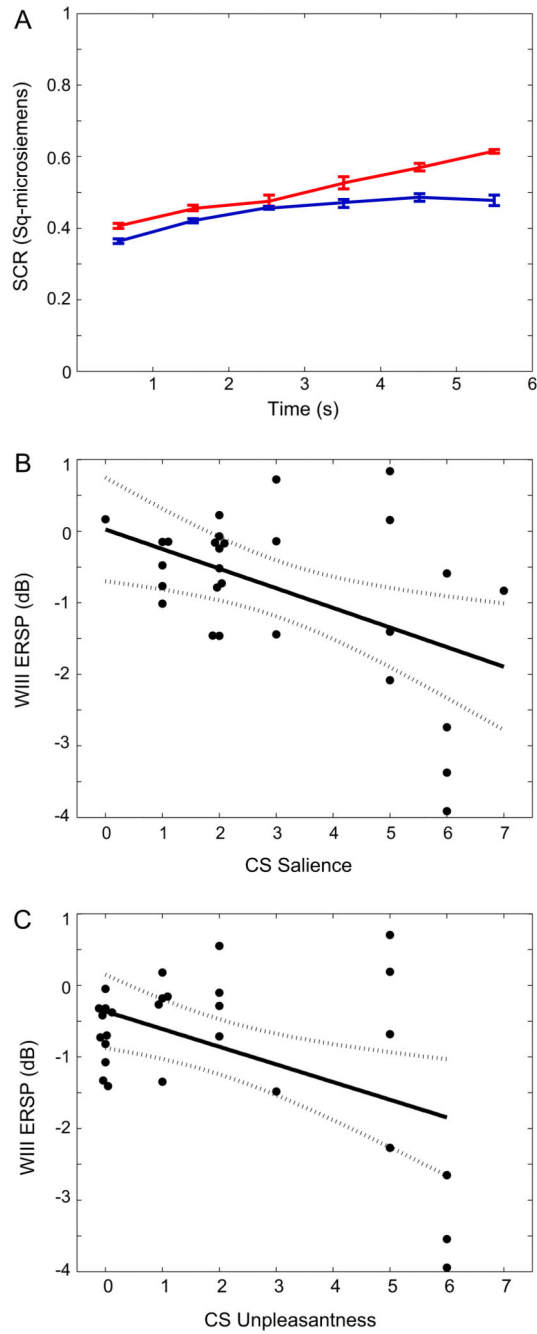 A
1
0.8
0.6
0.4
0.2
0
SCR (Sq-microsiemens)
1 2 3 4 5 6
Time (s)
B
1
0
-1
-2
-3
-4
WIII ERSP (dB)
0 1 2 3 4 5 6 7
CS Salience
C
1
0
-1
-2
-3
-4
WIII ERSP (dB)
0 1 2 3 4 5 6 7
CS Unpleasantness